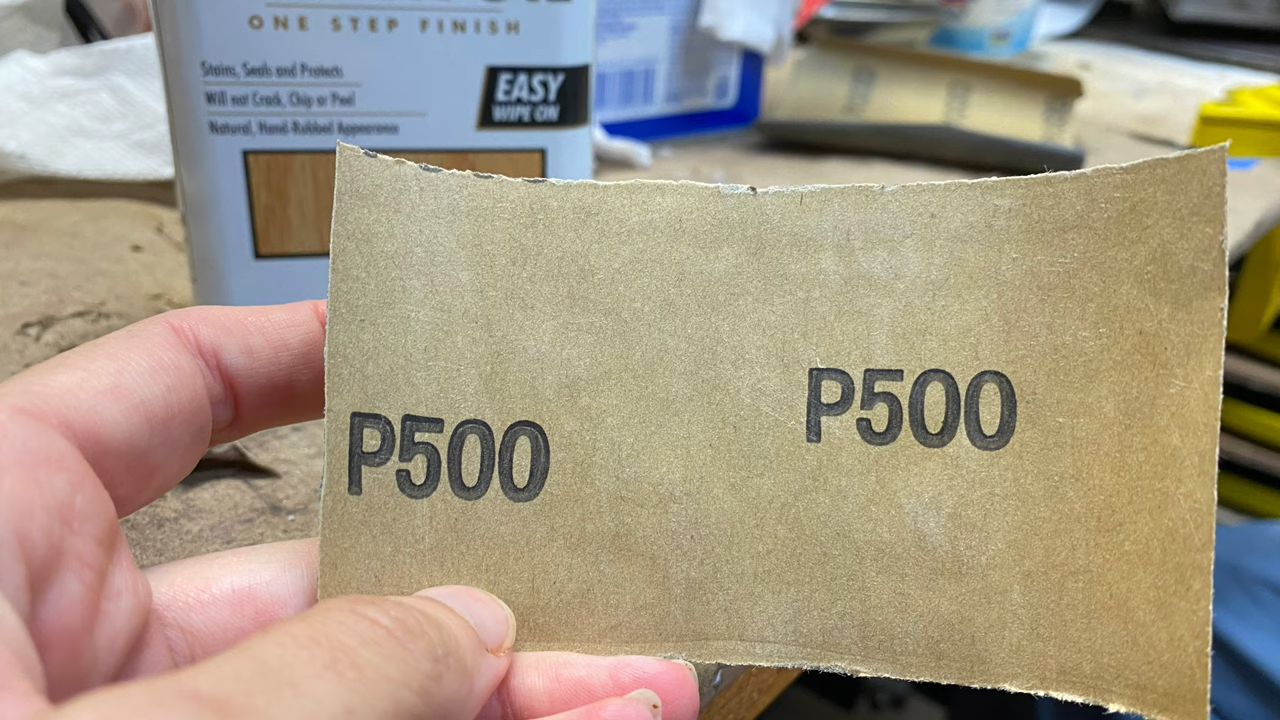 ONE STEP FINISH
Stains, Seals and Protects
Will not Crack, Chip or Peel
Natural, Hand-Rubbed Appearance
EASY
WIPE ON
P500
P500